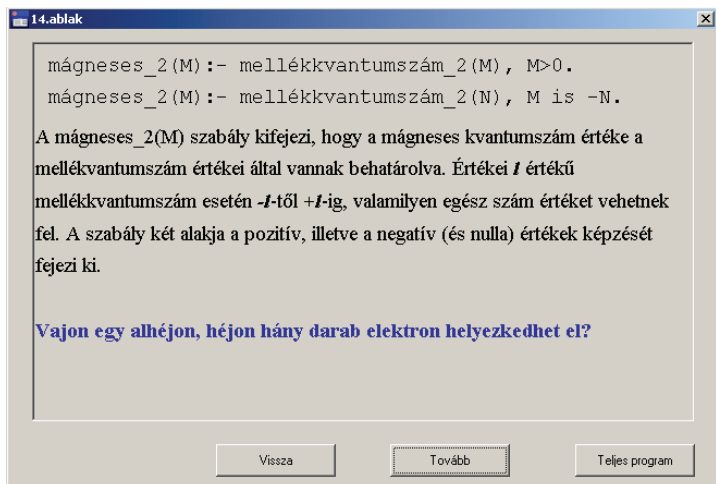 14.ablak
mágneses_2(M):- mellékkvantumszám_2(M), M>0.
mágneses_2(M):- mellékkvantumszám_2(N), M is -N.
A mágneses_2(M) szabály kifejezi, hogy a mágneses kvantumszám értéke a
mellékvantumszám értékei által vannak behatárolva. Értékei l értékű
mellékkvantumszám esetén -l-től +l-ig, valamilyen egész szám értéket vehetnek
fel. A szabály két alakja a pozitív, illetve a negatív (és nulla) értékek képzését
fejezi ki.
Vajon egy alhéjon, héjon hány darab elektron helyezkedhet el?
Vissza
Tovább
Teljes program